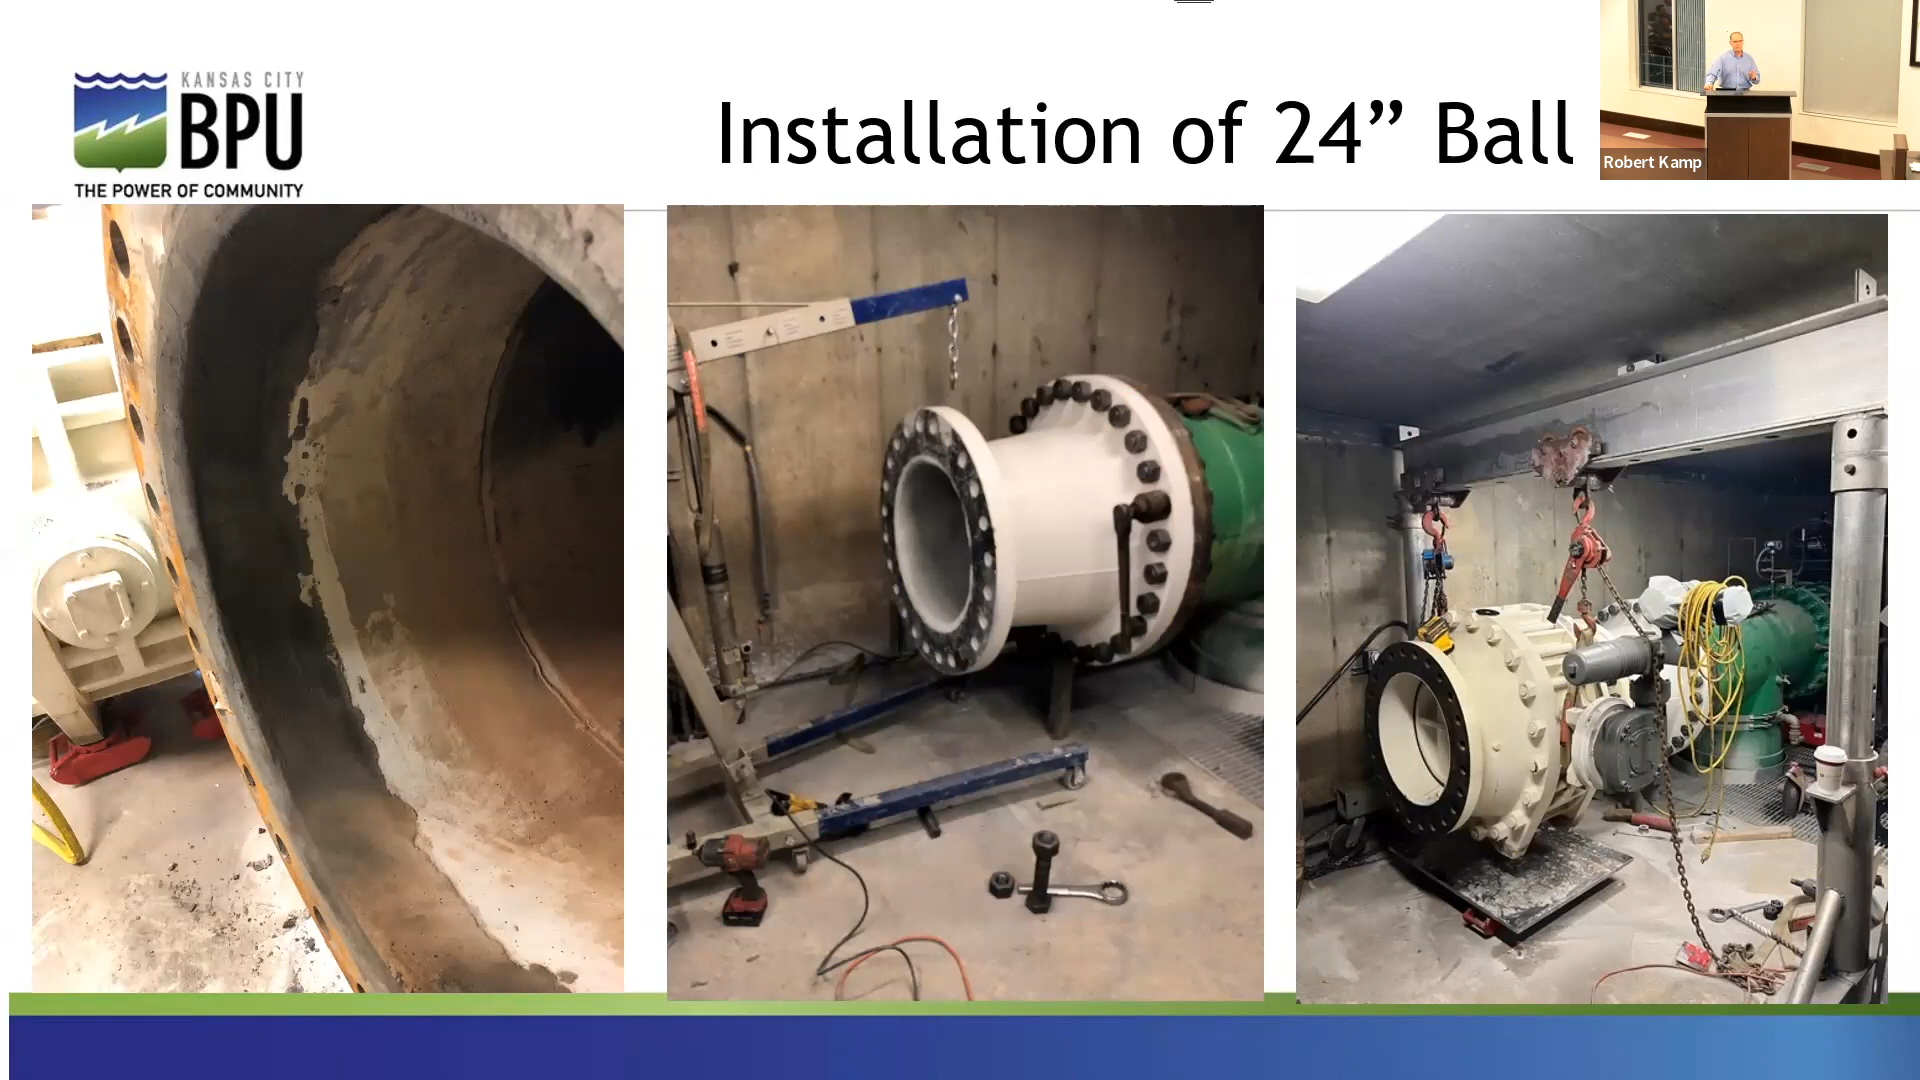 KANSAS CITY
BPU
THE POWER OF COMMUNITY
Installation of 24” Ball
Robert Kamp